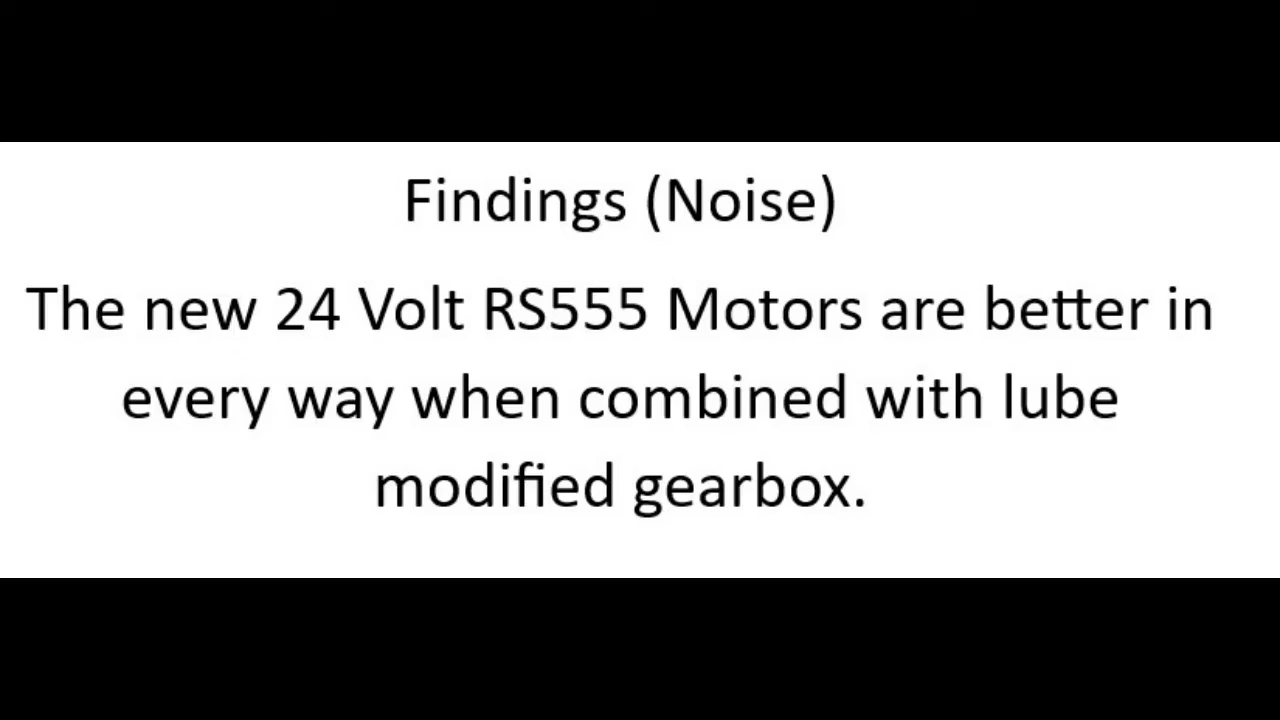 Findings (Noise)
The new 24 Volt RS555 Motors are better in
every way when combined with lube
modified gearbox.